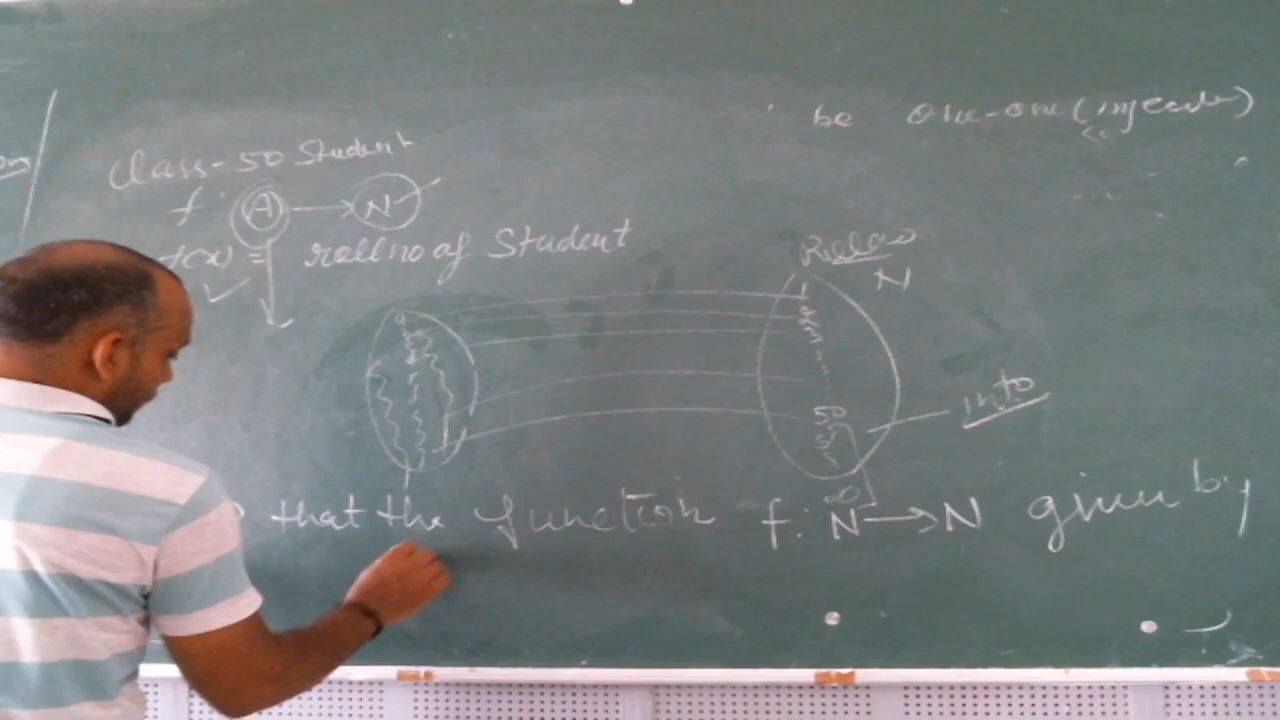 be one-one (injective)
Class - 50 Student
f: A → N
f(x) = roll no of Student
N
1
2
3
50
into
∞
that the function f: N → N given by